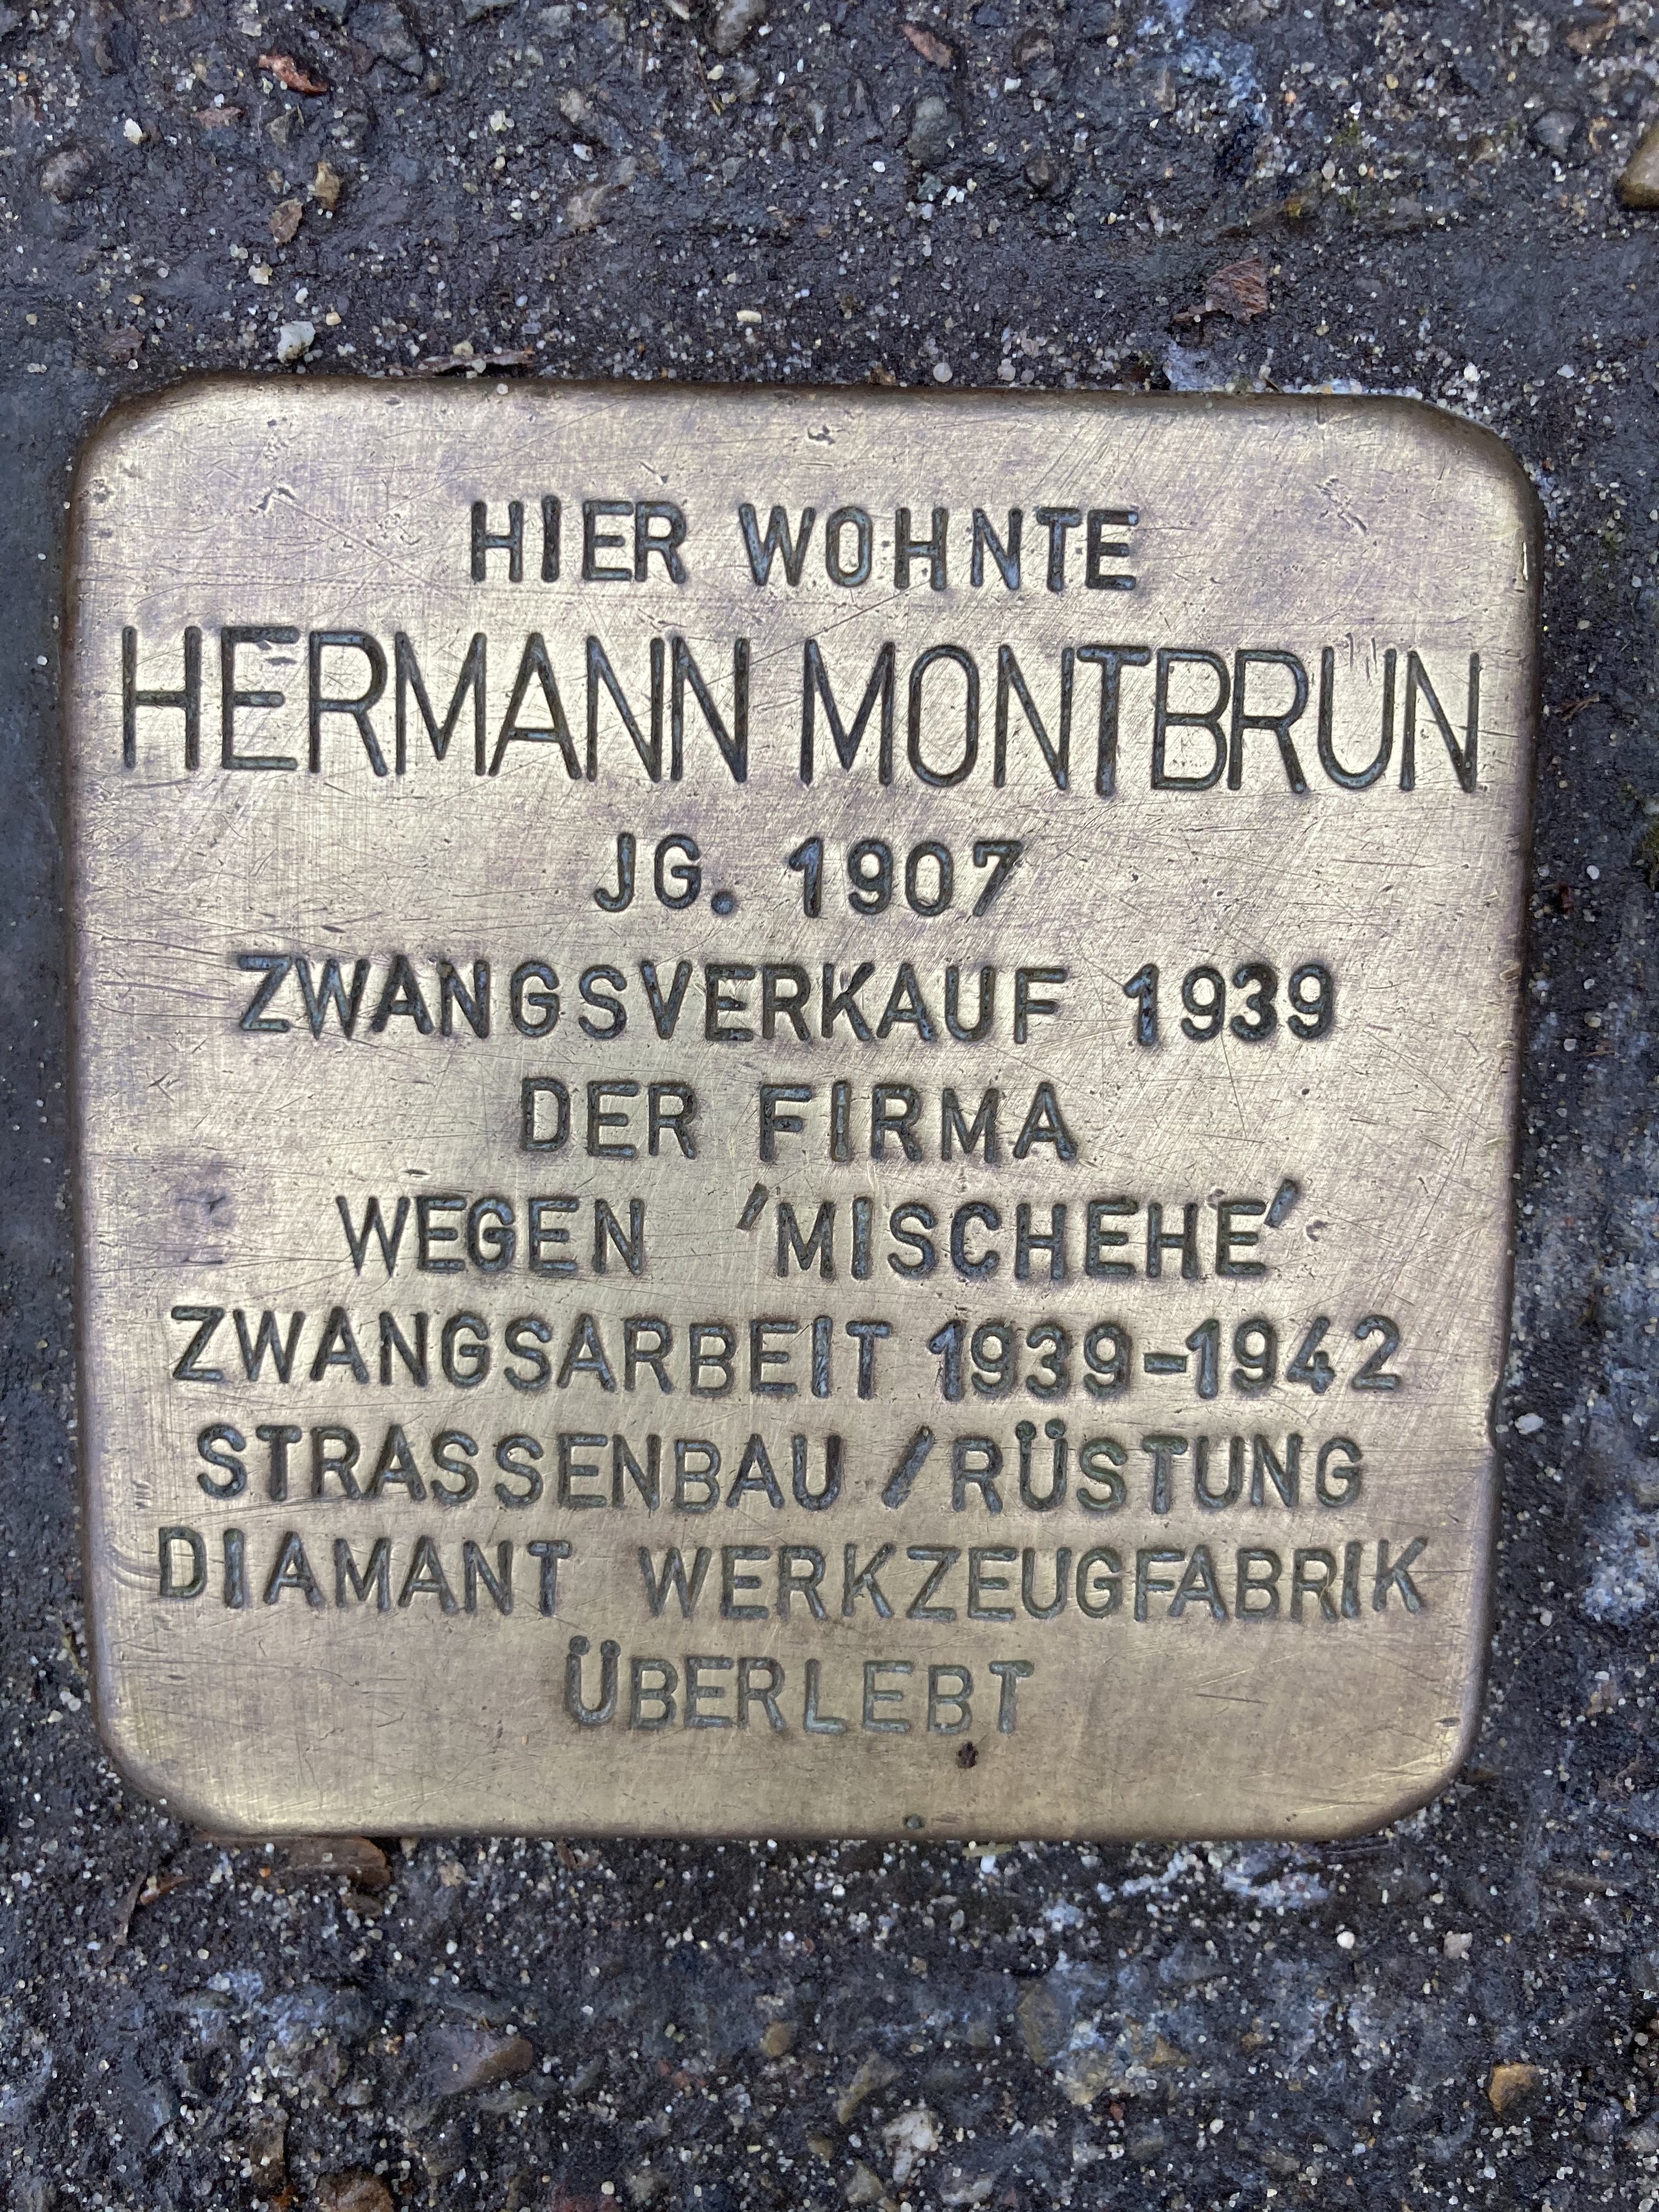 HIER WOHNTE
HERMANN MONTBRUN
JG. 1907
ZWANGSVERKAUF 1939
DER FIRMA
WEGEN 'MISCHEHE'
ZWANGSARBEIT 1939-1942
STRASSENBAU / RÜSTUNG
DIAMANT WERKZEUGFABRIK
ÜBERLEBT